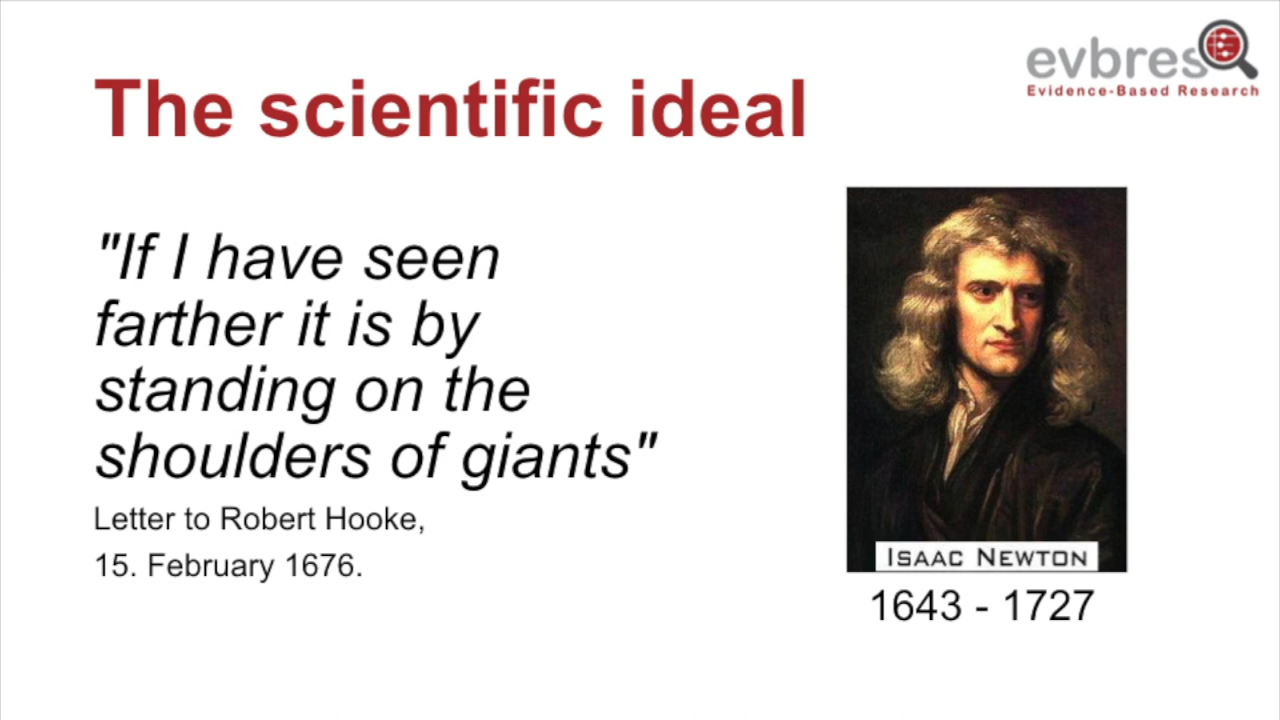 evbres
Evidence-Based Research
The scientific ideal
"If I have seen
farther it is by
standing on the
shoulders of giants"
Letter to Robert Hooke,
15. February 1676.
ISAAC NEWTON
1643 - 1727